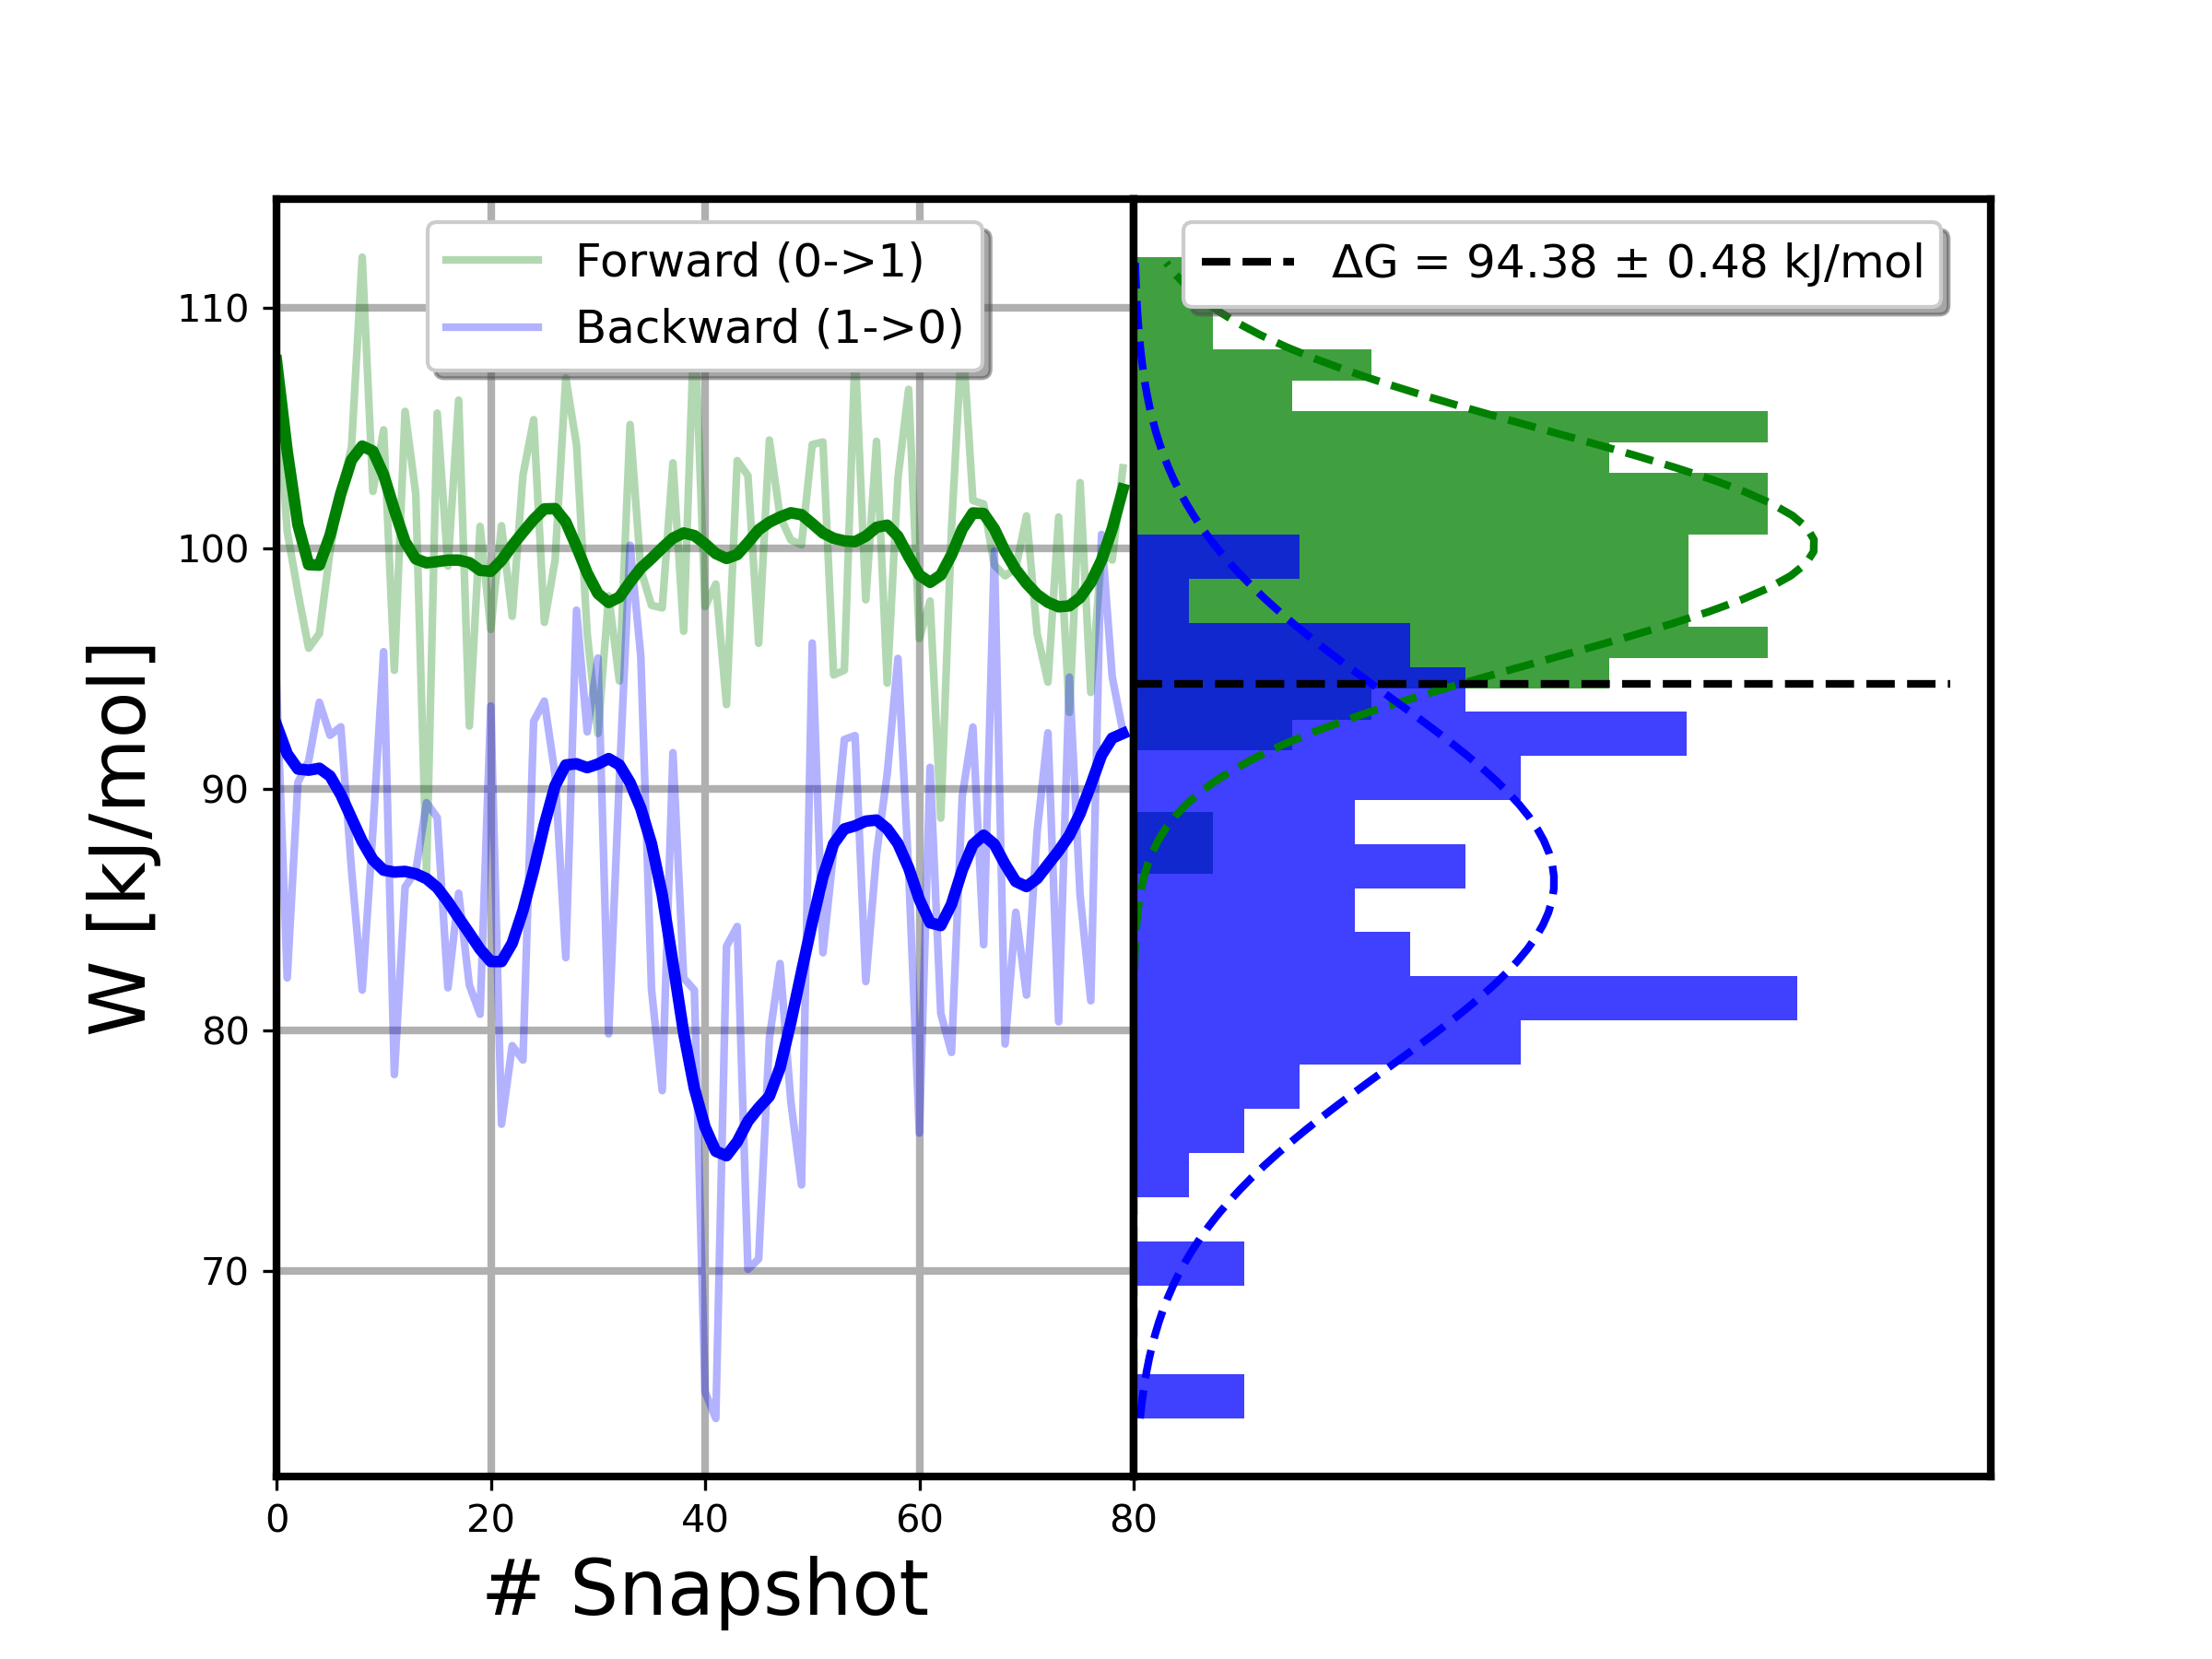 Forward (0->1)
Backward (1->0)
ΔG = 94.38 ± 0.48 kJ/mol
W [kJ/mol]
110
100
90
80
70
0 20 40 60 80
# Snapshot